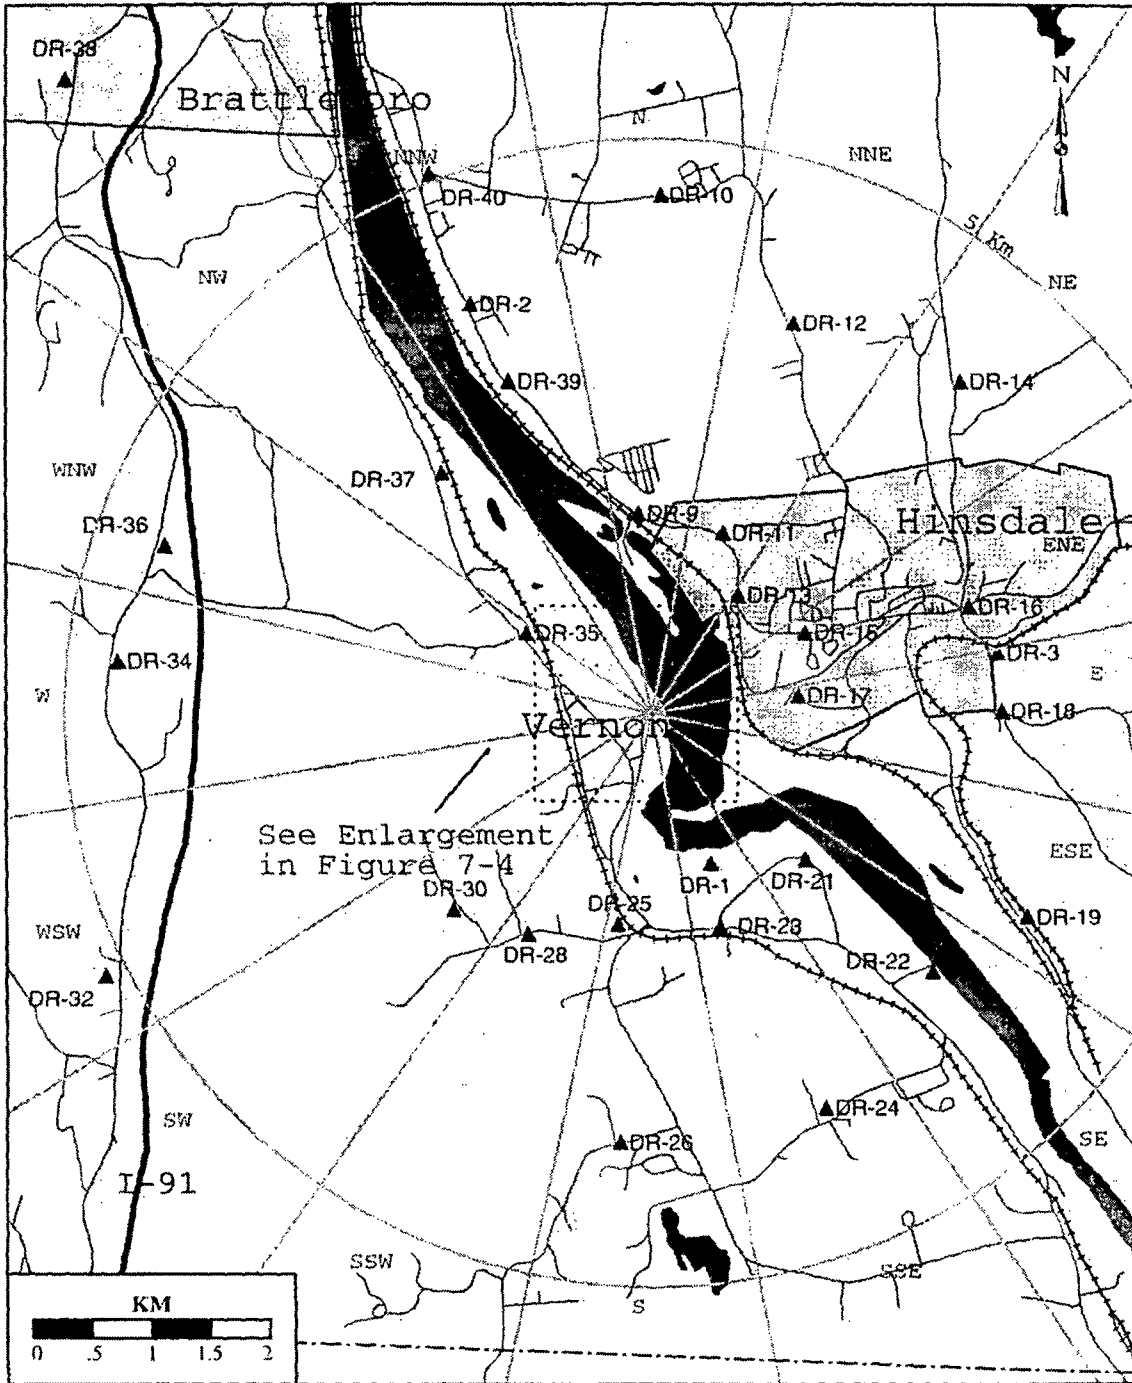 DR-38
Brattleboro
N
N
NNW
NNE
DR-40
DR-10
5 Km
NW
NE
DR-2
DR-12
DR-39
DR-14
WNW
DR-37
DR-36
DR-9
DR-11
Hinsdale
ENE
DR-13
DR-16
DR-35
DR-15
DR-34
DR-3
E
W
DR-17
DR-18
Vernon
See Enlargement
in Figure 7-4
ESE
DR-1
DR-21
DR-30
DR-25
DR-19
WSW
DR-28
DR-23
DR-22
DR-32
DR-24
SW
SE
DR-26
I-91
SSW
SSE
S
KM
0 .5 1 1.5 2